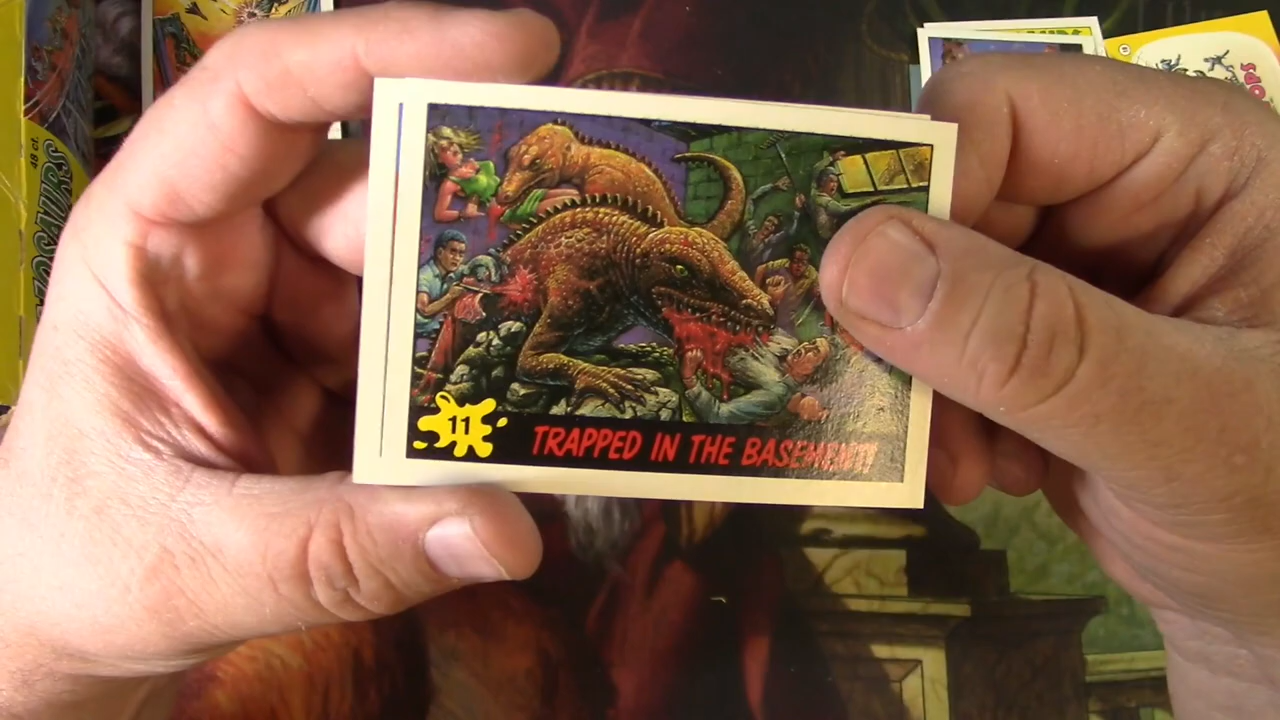 48 ct.
11
TRAPPED IN THE BASEMENT!